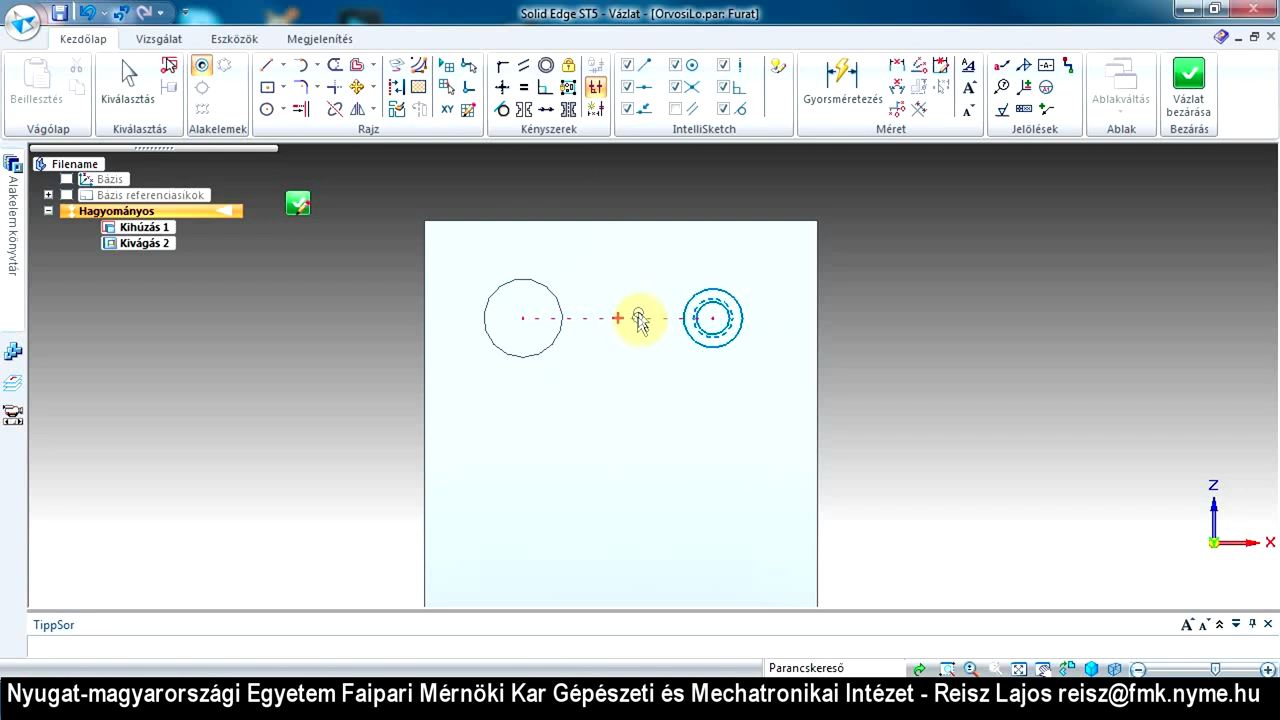 Solid Edge ST5 - Vázlat - [OrvosiLo.par: Furat]
Kezdőlap
Vizsgálat
Eszközök
Megjelenítés
Beillesztés
Kiválasztás
Gyorsméretezés
Ablakváltás
Vázlat
bezárása
Vágólap
Kiválasztás
Alakelemek
Rajz
Kényszerek
IntelliSketch
Méret
Jelölések
Ablak
Bezárás
Alakelem könyvtár
Filename
Bázis
Bázis referenciasíkok
Hagyományos
Kihúzás 1
Kivágás 2
Z
X
TippSor
Parancskereső
Nyugat-magyarországi Egyetem Faipari Mérnöki Kar Gépészeti és Mechatronikai Intézet - Reisz Lajos reisz@fmk.nyme.hu